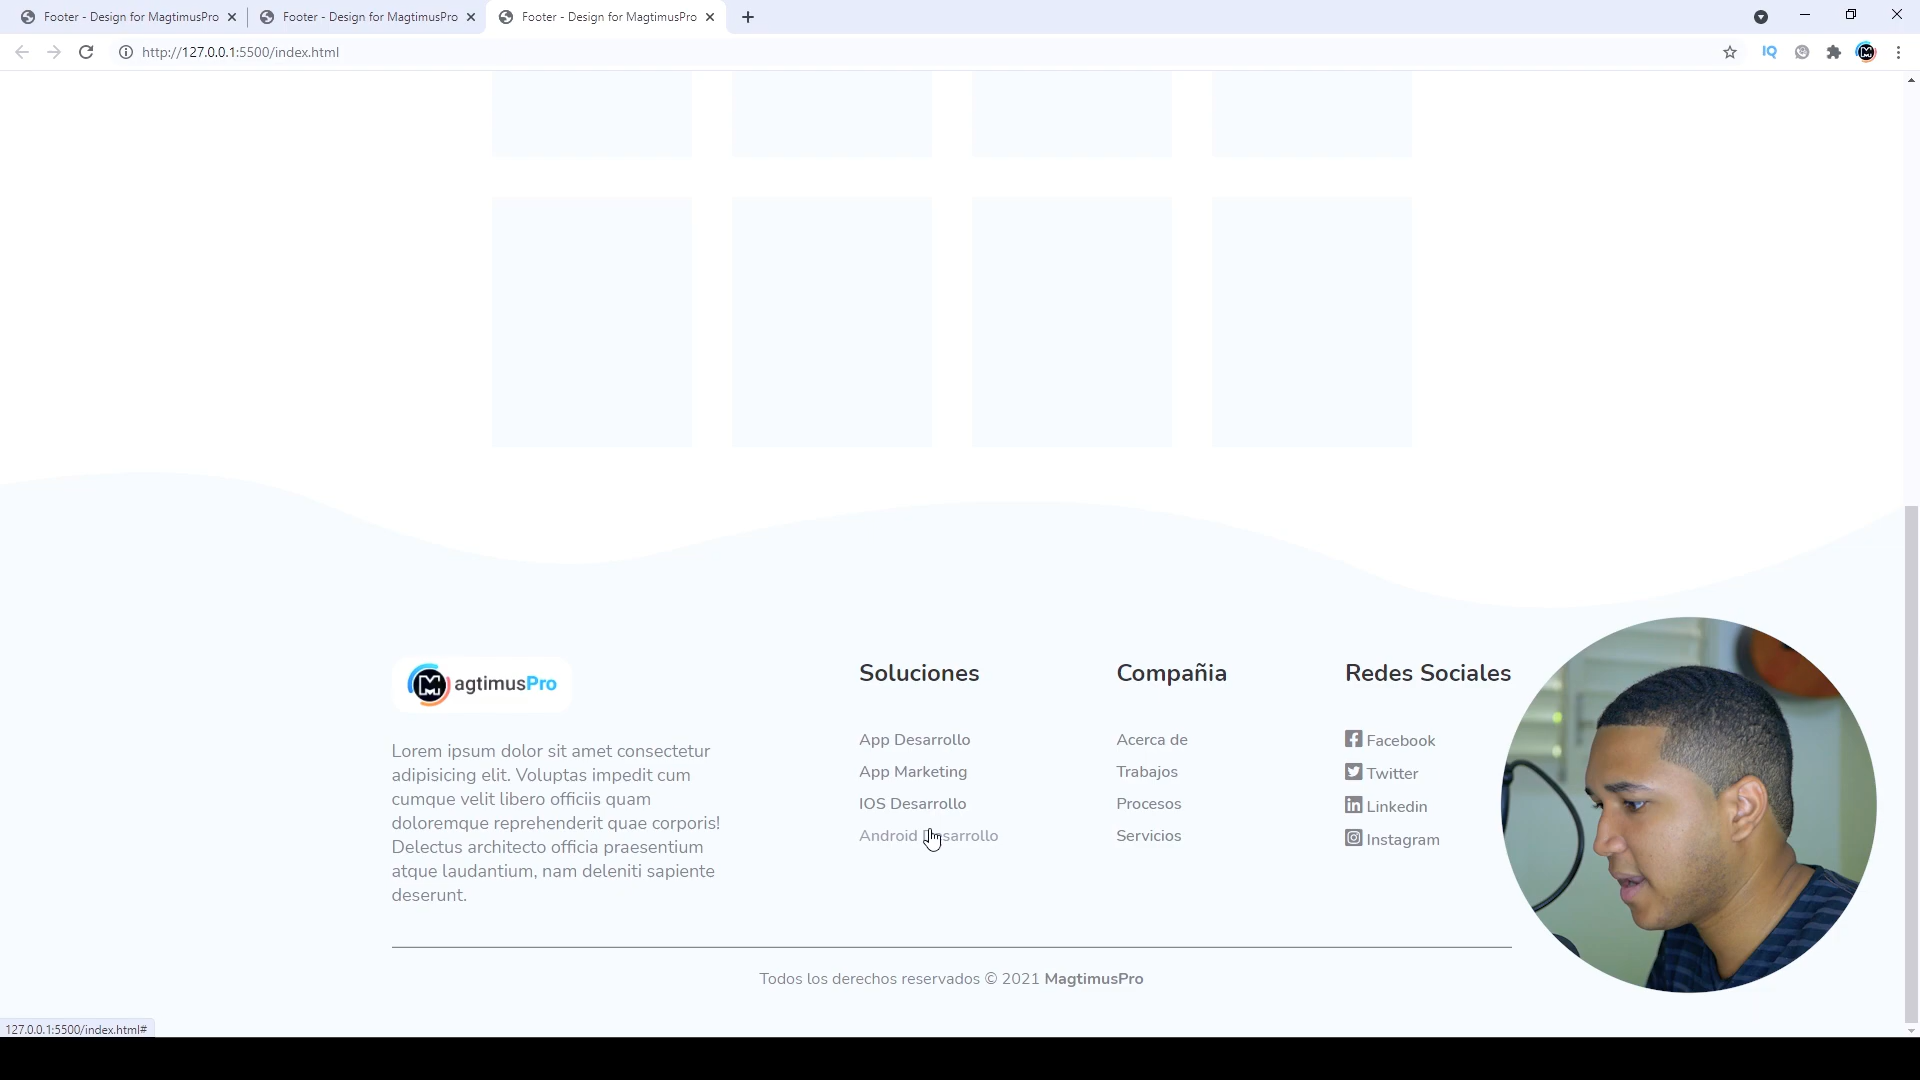 Footer - Design for MagtimusPro
Footer - Design for MagtimusPro
Footer - Design for MagtimusPro
http://127.0.0.1:5500/index.html
IQ
M agtimusPro
Lorem ipsum dolor sit amet consectetur
adipisicing elit. Voluptas impedit cum
cumque velit libero officiis quam
doloremque reprehenderit quae corporis!
Delectus architecto officia praesentium
atque laudantium, nam deleniti sapiente
deserunt.
Soluciones
App Desarrollo
App Marketing
IOS Desarrollo
Android Desarrollo
Compañia
Acerca de
Trabajos
Procesos
Servicios
Redes Sociales
Facebook
Twitter
Linkedin
Instagram
Todos los derechos reservados © 2021 MagtimusPro
127.0.0.1:5500/index.html#